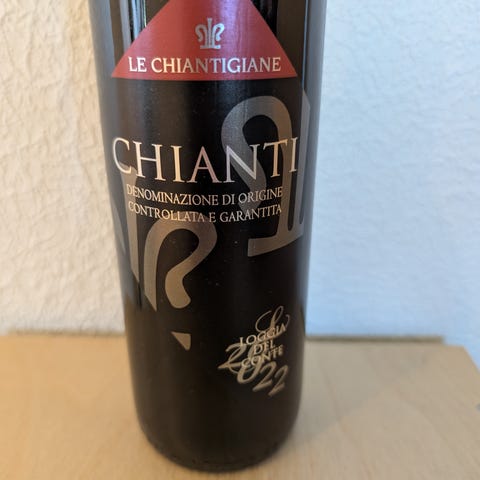 LE CHIANTIGIANE
CHIANTI
DENOMINAZIONE DI ORIGINE
CONTROLLATA E GARANTITA
LOGGIA
DEL
CONTE
2022